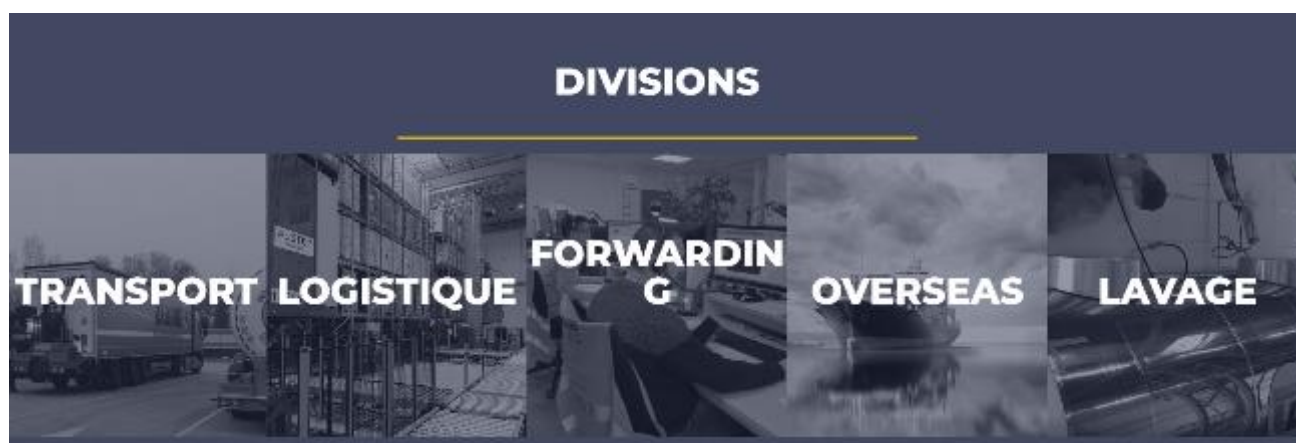 DIVISIONS
TRANSPORT
LOGISTIQUE
FORWARDIN
G
OVERSEAS
LAVAGE